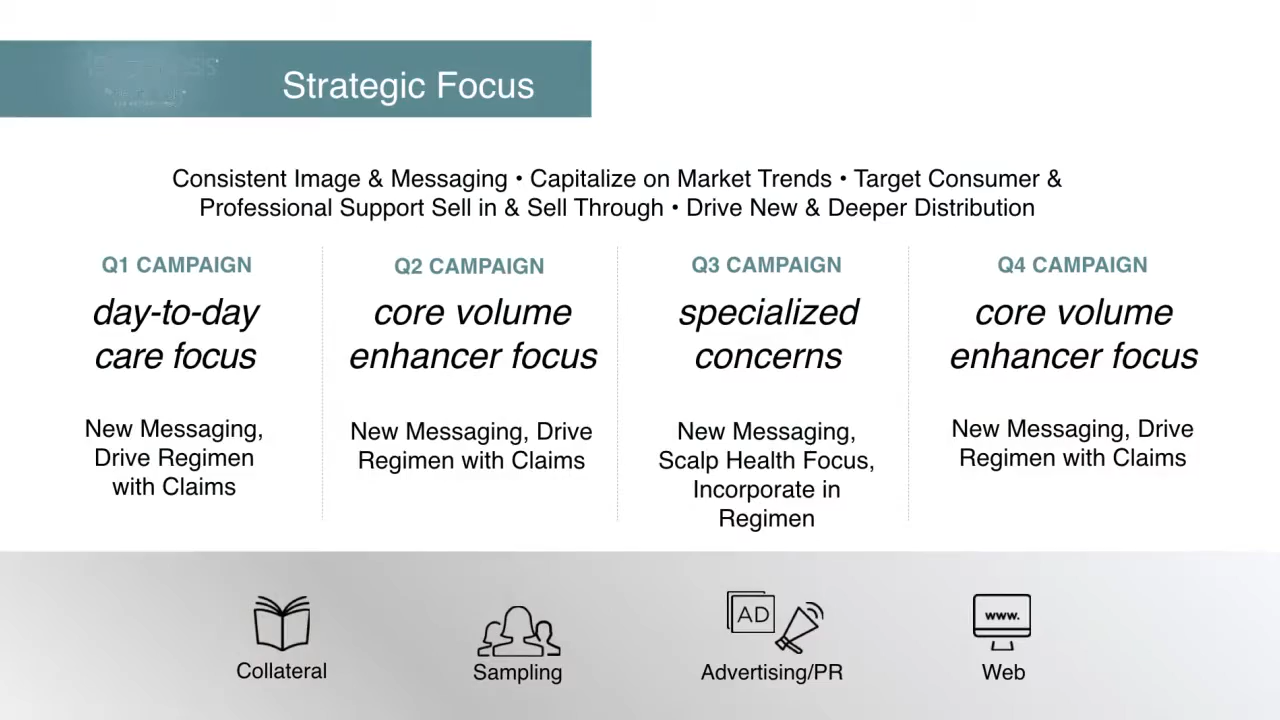 Strategic Focus
Consistent Image & Messaging • Capitalize on Market Trends • Target Consumer &
Professional Support Sell in & Sell Through • Drive New & Deeper Distribution
Q1 CAMPAIGN
day-to-day
care focus
New Messaging,
Drive Regimen
with Claims
Q2 CAMPAIGN
core volume
enhancer focus
New Messaging, Drive
Regimen with Claims
Q3 CAMPAIGN
specialized
concerns
New Messaging,
Scalp Health Focus,
Incorporate in
Regimen
Q4 CAMPAIGN
core volume
enhancer focus
New Messaging, Drive
Regimen with Claims
Collateral
Sampling
AD
Advertising/PR
www.
Web